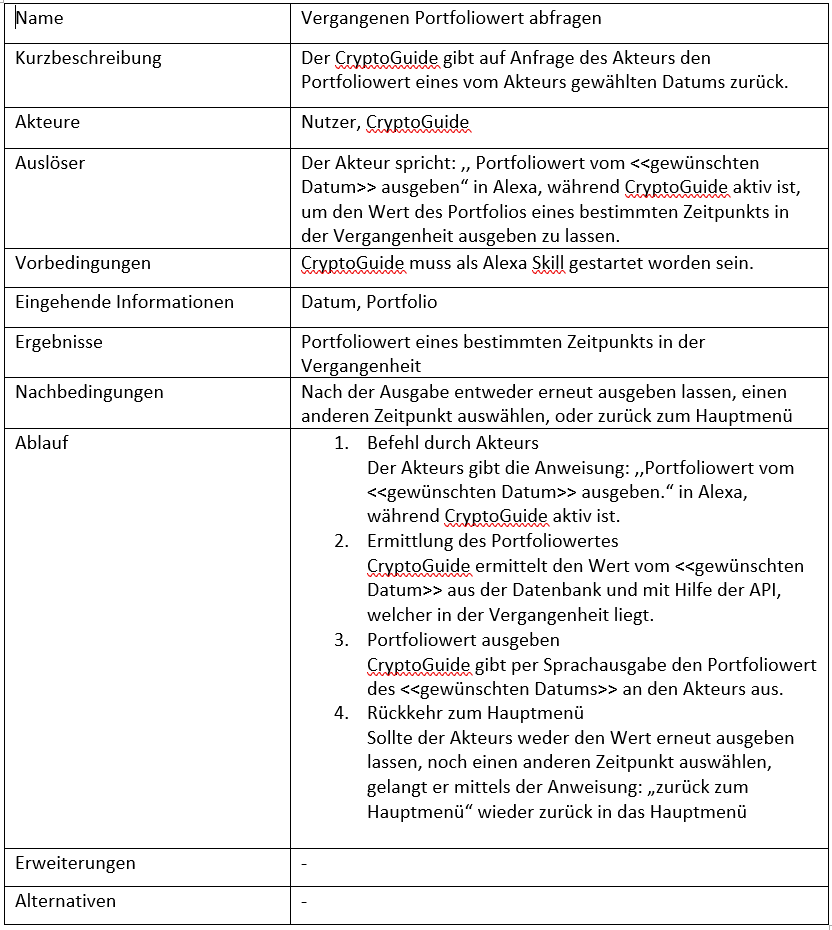 Name
Vergangenen Portfoliowert abfragen
Kurzbeschreibung
Der CryptoGuide gibt auf Anfrage des Akteurs den
Portfoliowert eines vom Akteurs gewählten Datums zurück.
Akteure
Nutzer, CryptoGuide
Auslöser
Der Akteur spricht: ,, Portfoliowert vom <<gewünschten
Datum>> ausgeben“ in Alexa, während CryptoGuide aktiv ist,
um den Wert des Portfolios eines bestimmten Zeitpunkts in
der Vergangenheit ausgeben zu lassen.
Vorbedingungen
CryptoGuide muss als Alexa Skill gestartet worden sein.
Eingehende Informationen
Datum, Portfolio
Ergebnisse
Portfoliowert eines bestimmten Zeitpunkts in der
Vergangenheit
Nachbedingungen
Nach der Ausgabe entweder erneut ausgeben lassen, einen
anderen Zeitpunkt auswählen, oder zurück zum Hauptmenü
Ablauf
1. Befehl durch Akteurs
Der Akteurs gibt die Anweisung: ,,Portfoliowert vom
<<gewünschten Datum>> ausgeben.“ in Alexa,
während CryptoGuide aktiv ist.
2. Ermittlung des Portfoliowertes
CryptoGuide ermittelt den Wert vom <<gewünschten
Datum>> aus der Datenbank und mit Hilfe der API,
welcher in der Vergangenheit liegt.
3. Portfoliowert ausgeben
CryptoGuide gibt per Sprachausgabe den Portfoliowert
des <<gewünschten Datums>> an den Akteurs aus.
4. Rückkehr zum Hauptmenü
Sollte der Akteurs weder den Wert erneut ausgeben
lassen, noch einen anderen Zeitpunkt auswählen,
gelangt er mittels der Anweisung: „zurück zum
Hauptmenü“ wieder zurück in das Hauptmenü
Erweiterungen
-
Alternativen
-